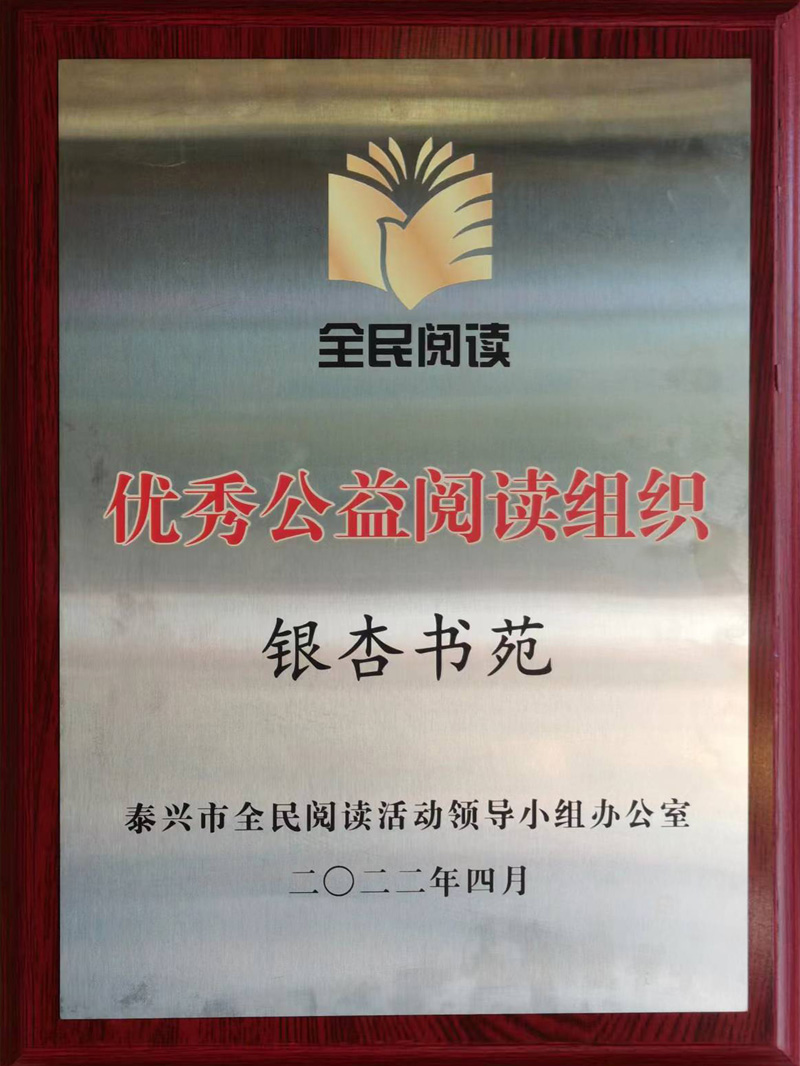 全民阅读
优秀公益阅读组织
银杏书苑
泰兴市全民阅读活动领导小组办公室
二〇二二年四月